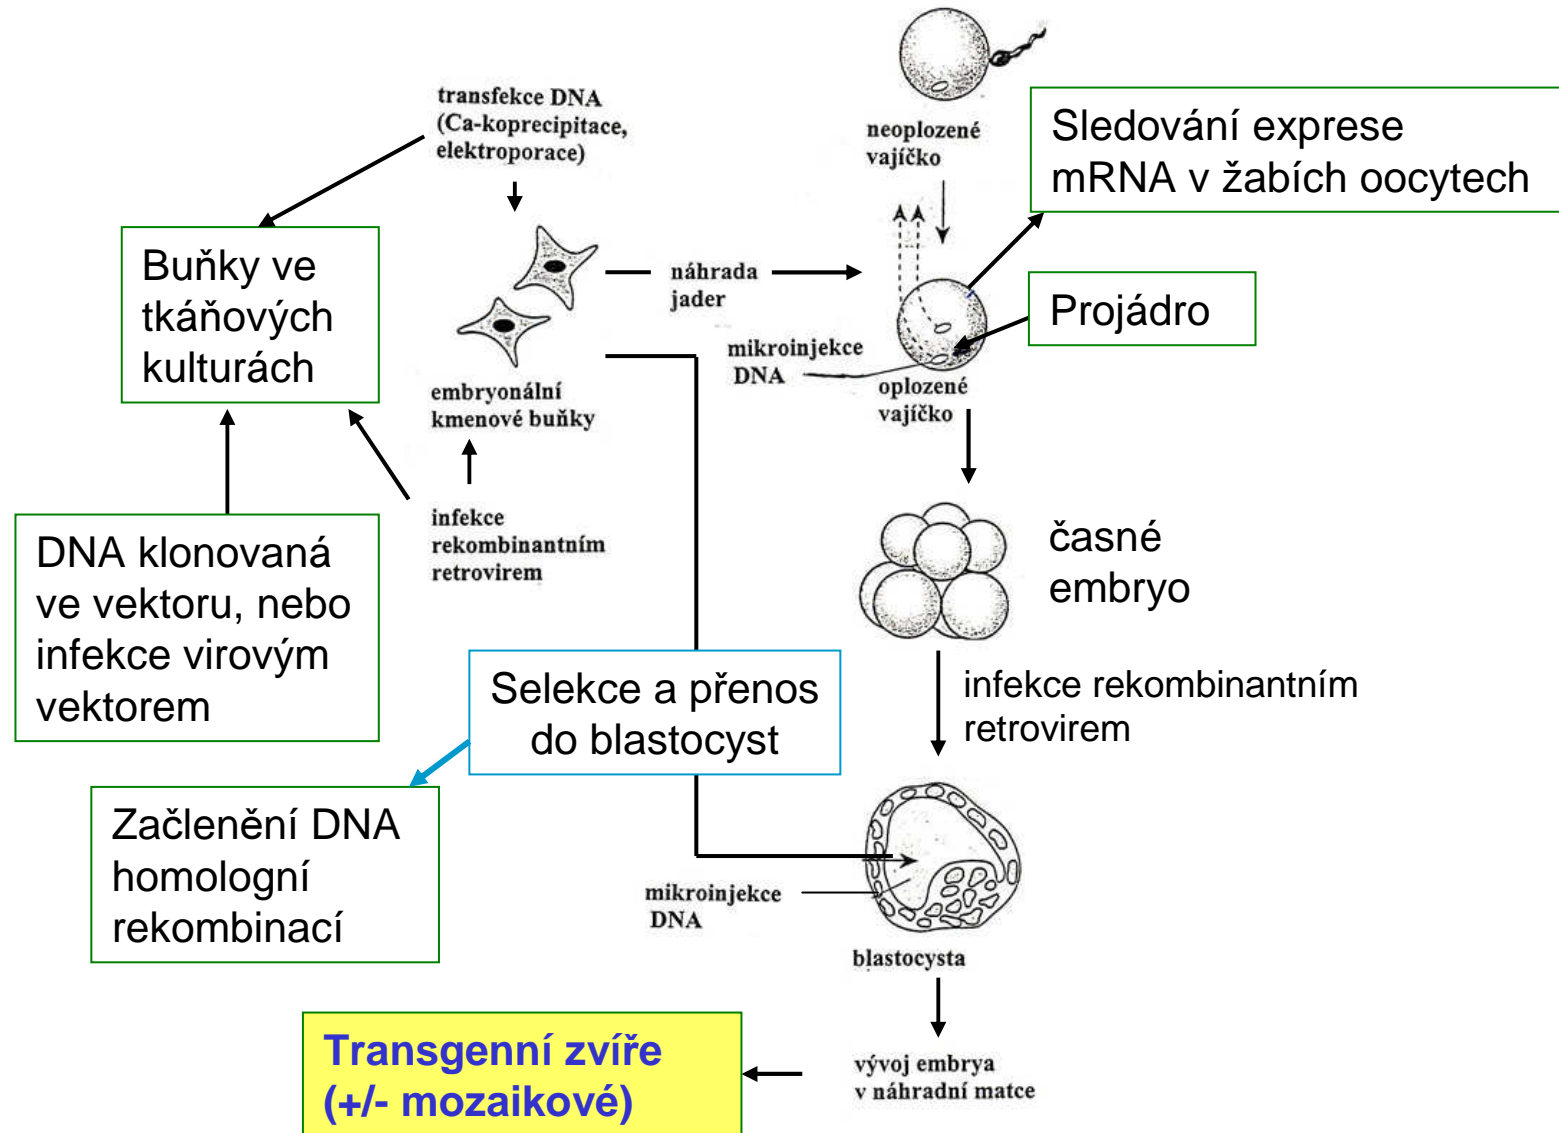 transfekce DNA
(Ca-koprecipitace,
elektroporace)
neoplozené
vajíčko
Sledování exprese
mRNA v žabích oocytech
Buňky ve
tkáňových
kulturách
náhrada
jader
Projádro
mikroinjekce
DNA
oplozené
vajíčko
embryonální
kmenové buňky
infekce
rekombinantním
retrovirem
DNA klonovaná
ve vektoru, nebo
infekce virovým
vektorem
časné
embryo
Selekce a přenos
do blastocyst
infekce rekombinantním
retrovirem
Začlenění DNA
homologní
rekombinací
mikroinjekce
DNA
blastocysta
Transgenní zvíře
(+/- mozaikové)
vývoj embrya
v náhradní matce